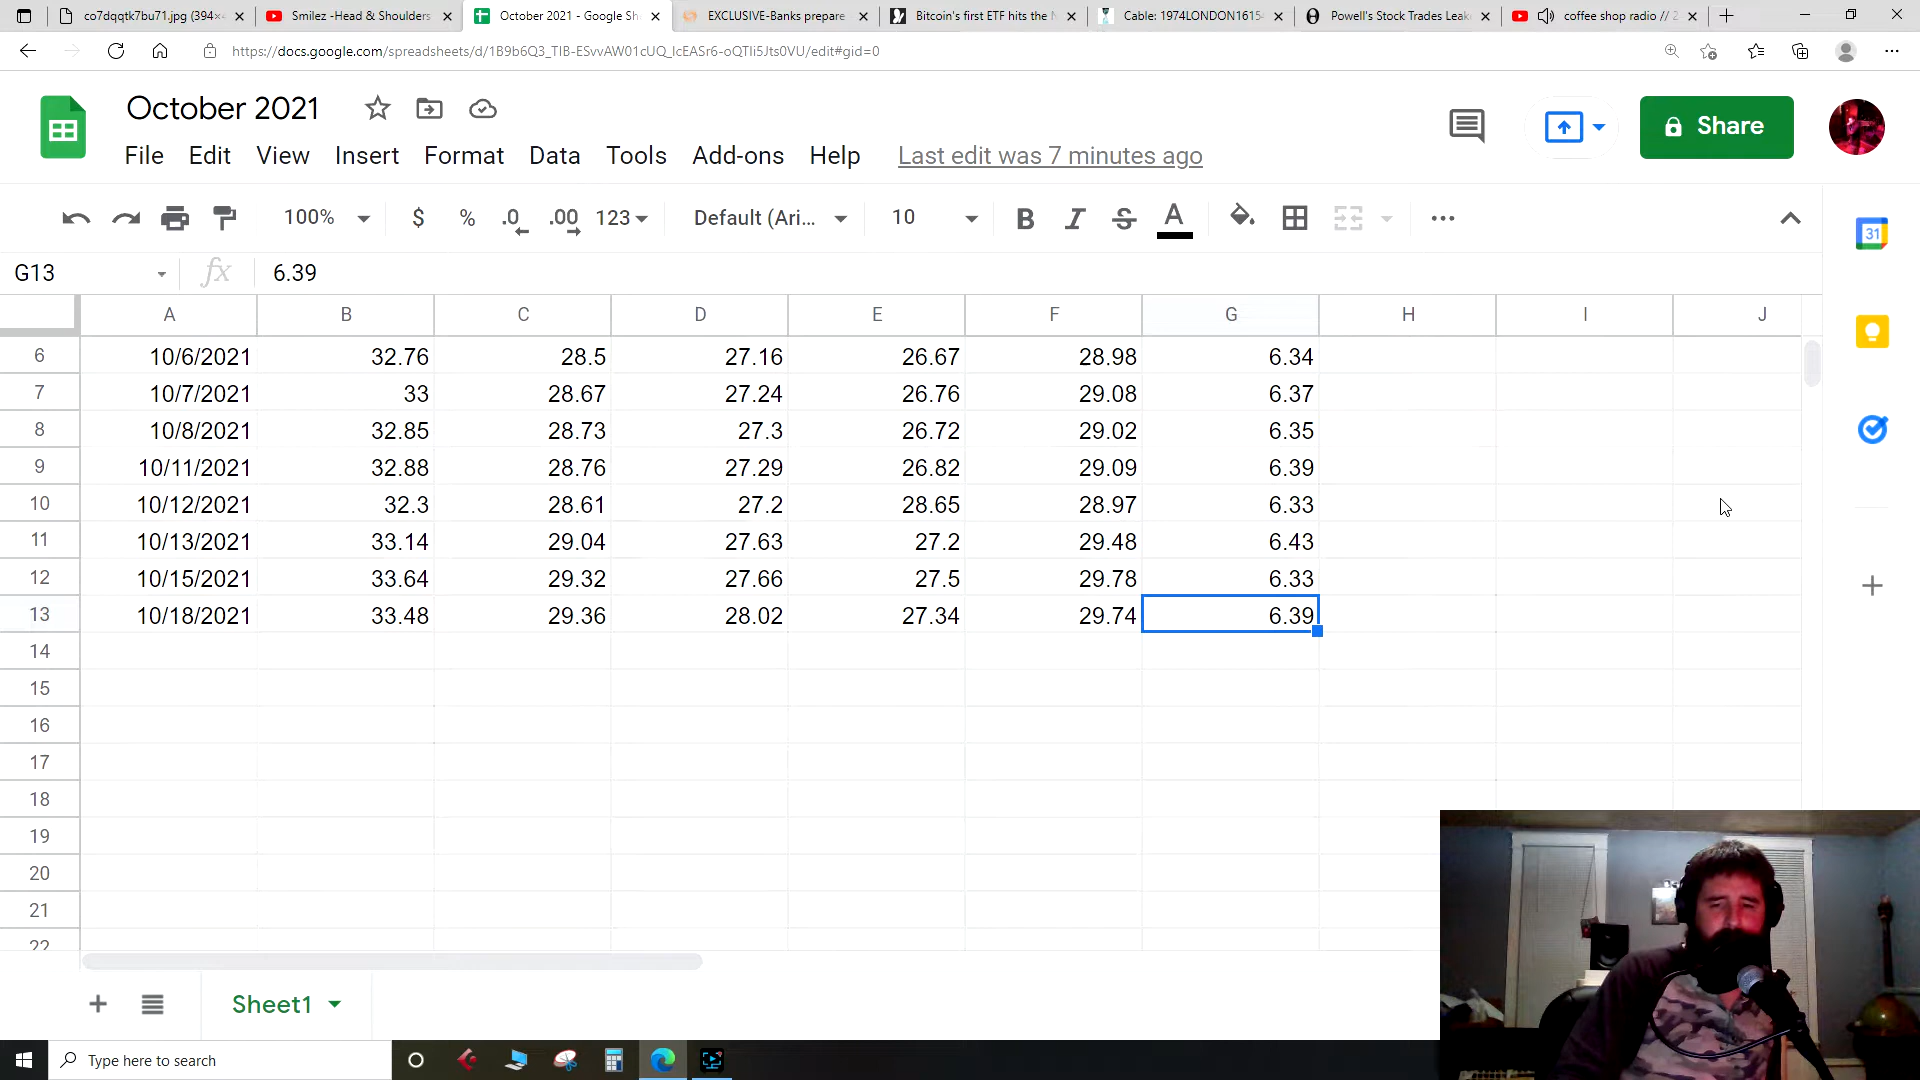 co7dqqtk7bu71.jpg (394×
Smilez -Head & Shoulders
October 2021 - Google Sh
EXCLUSIVE-Banks prepare
Bitcoin's first ETF hits the N
Cable: 1974LONDON1615
Powell's Stock Trades Leak
coffee shop radio // 2
https://docs.google.com/spreadsheets/d/1B9b6Q3_TIB-ESvvAW01cUQ_IcEASr6-oQTIi5Jts0VU/edit#gid=0
October 2021
Share
File Edit View Insert Format Data Tools Add-ons Help Last edit was 7 minutes ago
100% $ % .0 .00 123 Default (Ari... 10 B I S A
31
G13 fx 6.39
A B C D E F G H I J
6 10/6/2021 32.76 28.5 27.16 26.67 28.98 6.34
7 10/7/2021 33 28.67 27.24 26.76 29.08 6.37
8 10/8/2021 32.85 28.73 27.3 26.72 29.02 6.35
9 10/11/2021 32.88 28.76 27.29 26.82 29.09 6.39
10 10/12/2021 32.3 28.61 27.2 28.65 28.97 6.33
11 10/13/2021 33.14 29.04 27.63 27.2 29.48 6.43
12 10/15/2021 33.64 29.32 27.66 27.5 29.78 6.33
13 10/18/2021 33.48 29.36 28.02 27.34 29.74 6.39
14
15
16
17
18
19
20
21
22
Sheet1
Type here to search